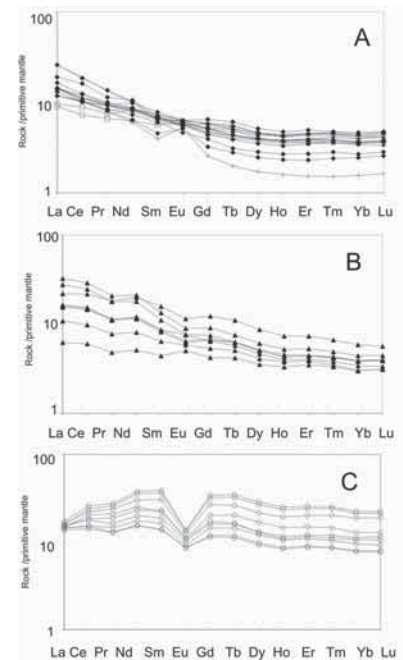 100
A
Rock /primitive mantle
10
1
La Ce Pr Nd Sm Eu Gd Tb Dy Ho Er Tm Yb Lu
100
B
Rock /primitive mantle
10
1
La Ce Pr Nd Sm Eu Gd Tb Dy Ho Er Tm Yb Lu
100
C
Rock /primitive mantle
10
1
La Ce Pr Nd Sm Eu Gd Tb Dy Ho Er Tm Yb Lu